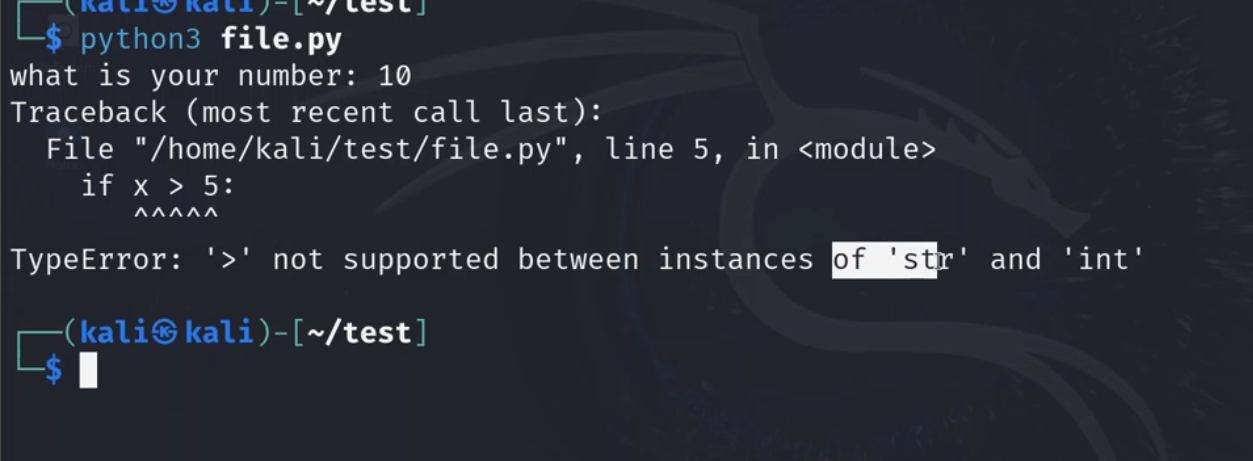 ┌──(kali㉿kali)-[~/test]
└─$ python3 file.py
what is your number: 10
Traceback (most recent call last):
  File "/home/kali/test/file.py", line 5, in <module>
    if x > 5:
       ^^^^^
TypeError: '>' not supported between instances of 'str' and 'int'
┌──(kali㉿kali)-[~/test]
└─$